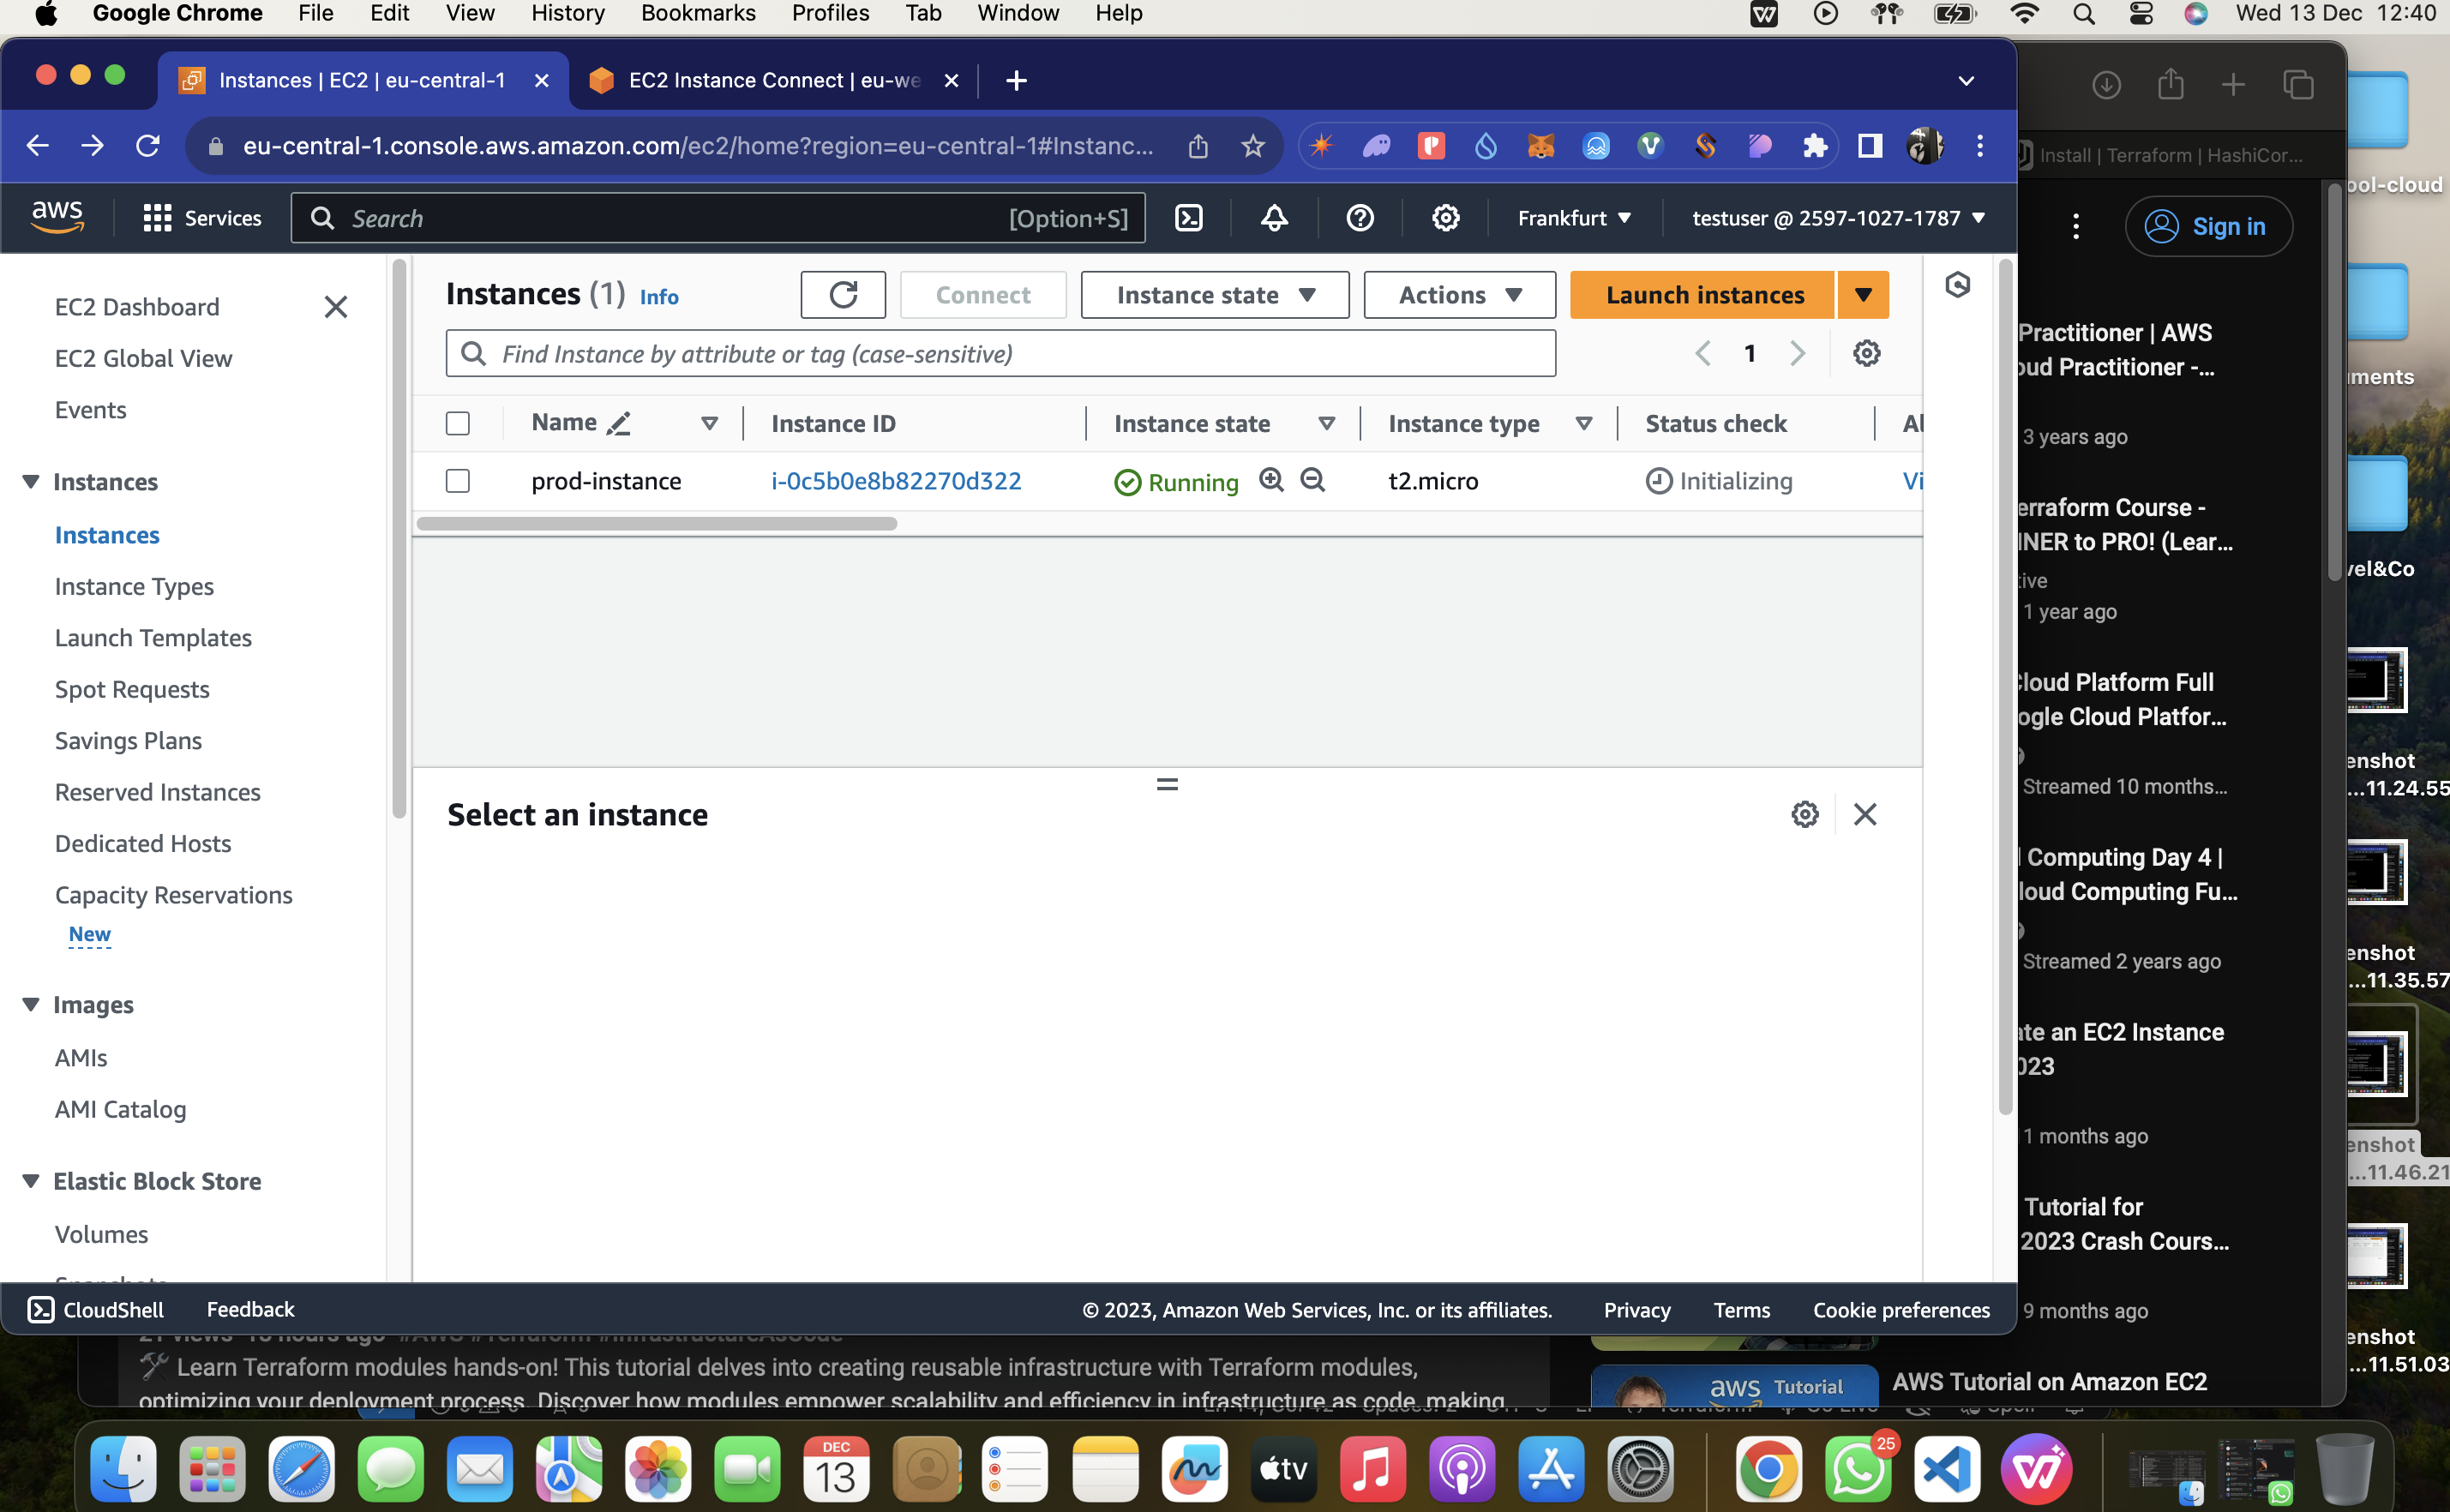 Google Chrome File Edit View History Bookmarks Profiles Tab Window Help Wed 13 Dec 12:40
Instances | EC2 | eu-central-1 EC2 Instance Connect | eu-we
eu-central-1.console.aws.amazon.com/ec2/home?region=eu-central-1#Instanc...
Install | Terraform | HashiCor...
aws Services Search [Option+S] Frankfurt testuser @ 2597-1027-1787
Sign in
EC2 Dashboard
EC2 Global View
Events
Instances
Instances
Instance Types
Launch Templates
Spot Requests
Savings Plans
Reserved Instances
Dedicated Hosts
Capacity Reservations
New
Images
AMIs
AMI Catalog
Elastic Block Store
Volumes
Snapshots
Instances (1) Info Connect Instance state Actions Launch instances
Find Instance by attribute or tag (case-sensitive) 1
Name Instance ID Instance state Instance type Status check Al
prod-instance i-0c5b0e8b82270d322 Running t2.micro Initializing Vi
Select an instance
CloudShell Feedback © 2023, Amazon Web Services, Inc. or its affiliates. Privacy Terms Cookie preferences
Practitioner | AWS
oud Practitioner -...
3 years ago
erraform Course -
NER to PRO! (Lear...
tive
1 year ago
Cloud Platform Full
ogle Cloud Platfor...
Streamed 10 months...
Computing Day 4 |
loud Computing Fu...
Streamed 2 years ago
ate an EC2 Instance
023
1 months ago
Tutorial for
2023 Crash Cours...
9 months ago
ool-cloud
uments
vel&Co
enshot
...11.24.55
enshot
...11.35.57
enshot
...11.46.21
enshot
...11.51.03
21 views 18 hours ago #AWS #Terraform #InfrastructureAsCode
Learn Terraform modules hands-on! This tutorial delves into creating reusable infrastructure with Terraform modules,
optimizing your deployment process. Discover how modules empower scalability and efficiency in infrastructure as code, making
aws Tutorial
AWS Tutorial on Amazon EC2
DEC
13
tv
25